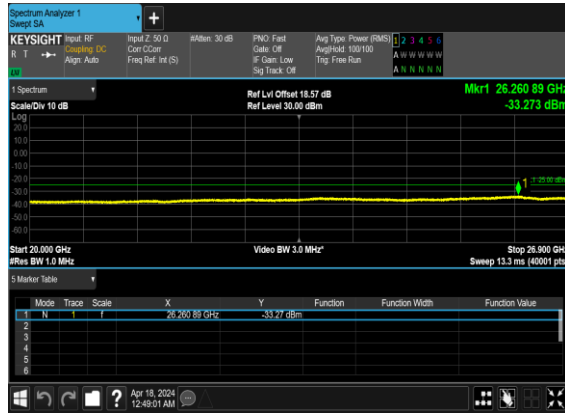 Spectrum Analyzer 1
Swept SA
+
KEYSIGHT Input: RF Input Z: 50 Ω #Atten: 30 dB PNO: Fast Avg Type: Power (RMS) 1 2 3 4 5 6
R T Coupling: DC Corr CCorr Gate: Off Avg|Hold: 100/100 A W W W W W
Align: Auto Freq Ref: Int (S) IF Gain: Low Trig: Free Run
Sig Track: Off A N N N N N
1 Spectrum
Ref Lvl Offset 18.57 dB Mkr1 26.260 89 GHz
Scale/Div 10 dB Ref Level 30.00 dBm -33.273 dBm
Log
20.0
10.0
0.00
-10.0
-20.0
1 -25.00 dBm
-30.0
-40.0
-50.0
-60.0
Start 20.000 GHz Video BW 3.0 MHz* Stop 26.900 GHz
#Res BW 1.0 MHz Sweep 13.3 ms (40001 pts)
5 Marker Table
Mode Trace Scale X Y Function Function Width Function Value
1 N 1 f 26.260 89 GHz -33.27 dBm
2
3
4
5
6
? Apr 18, 2024
12:49:01 AM